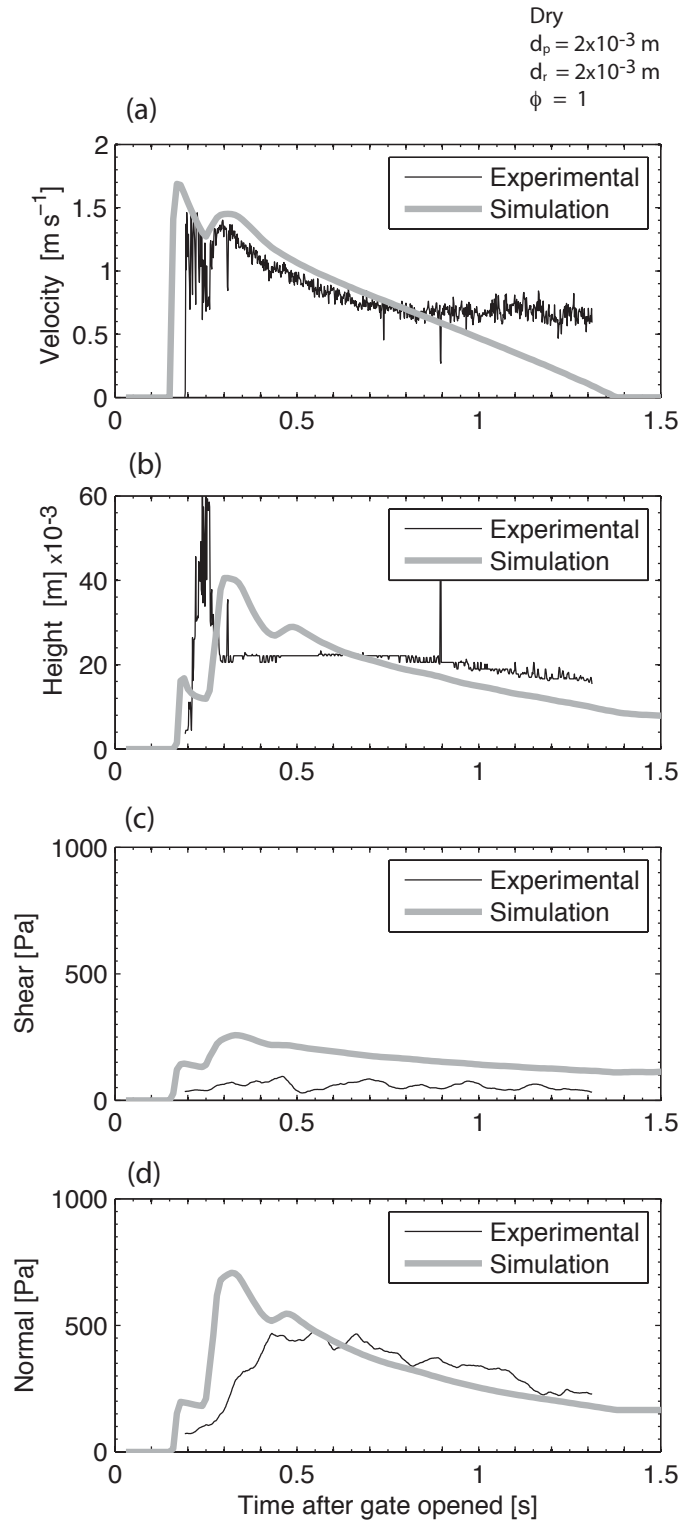 Dry
dₚ = 2x10⁻³ m
dᵣ = 2x10⁻³ m
ϕ = 1
(a)
2
1.5
1
0.5
0
Velocity [m s⁻¹]
Experimental
Simulation
0 0.5 1 1.5
(b)
60
40
20
0
Height [m] x10-3
Experimental
Simulation
0 0.5 1 1.5
(c)
1000
500
0
Shear [Pa]
Experimental
Simulation
0 0.5 1 1.5
(d)
1000
500
0
Normal [Pa]
Experimental
Simulation
0 0.5 1 1.5
Time after gate opened [s]